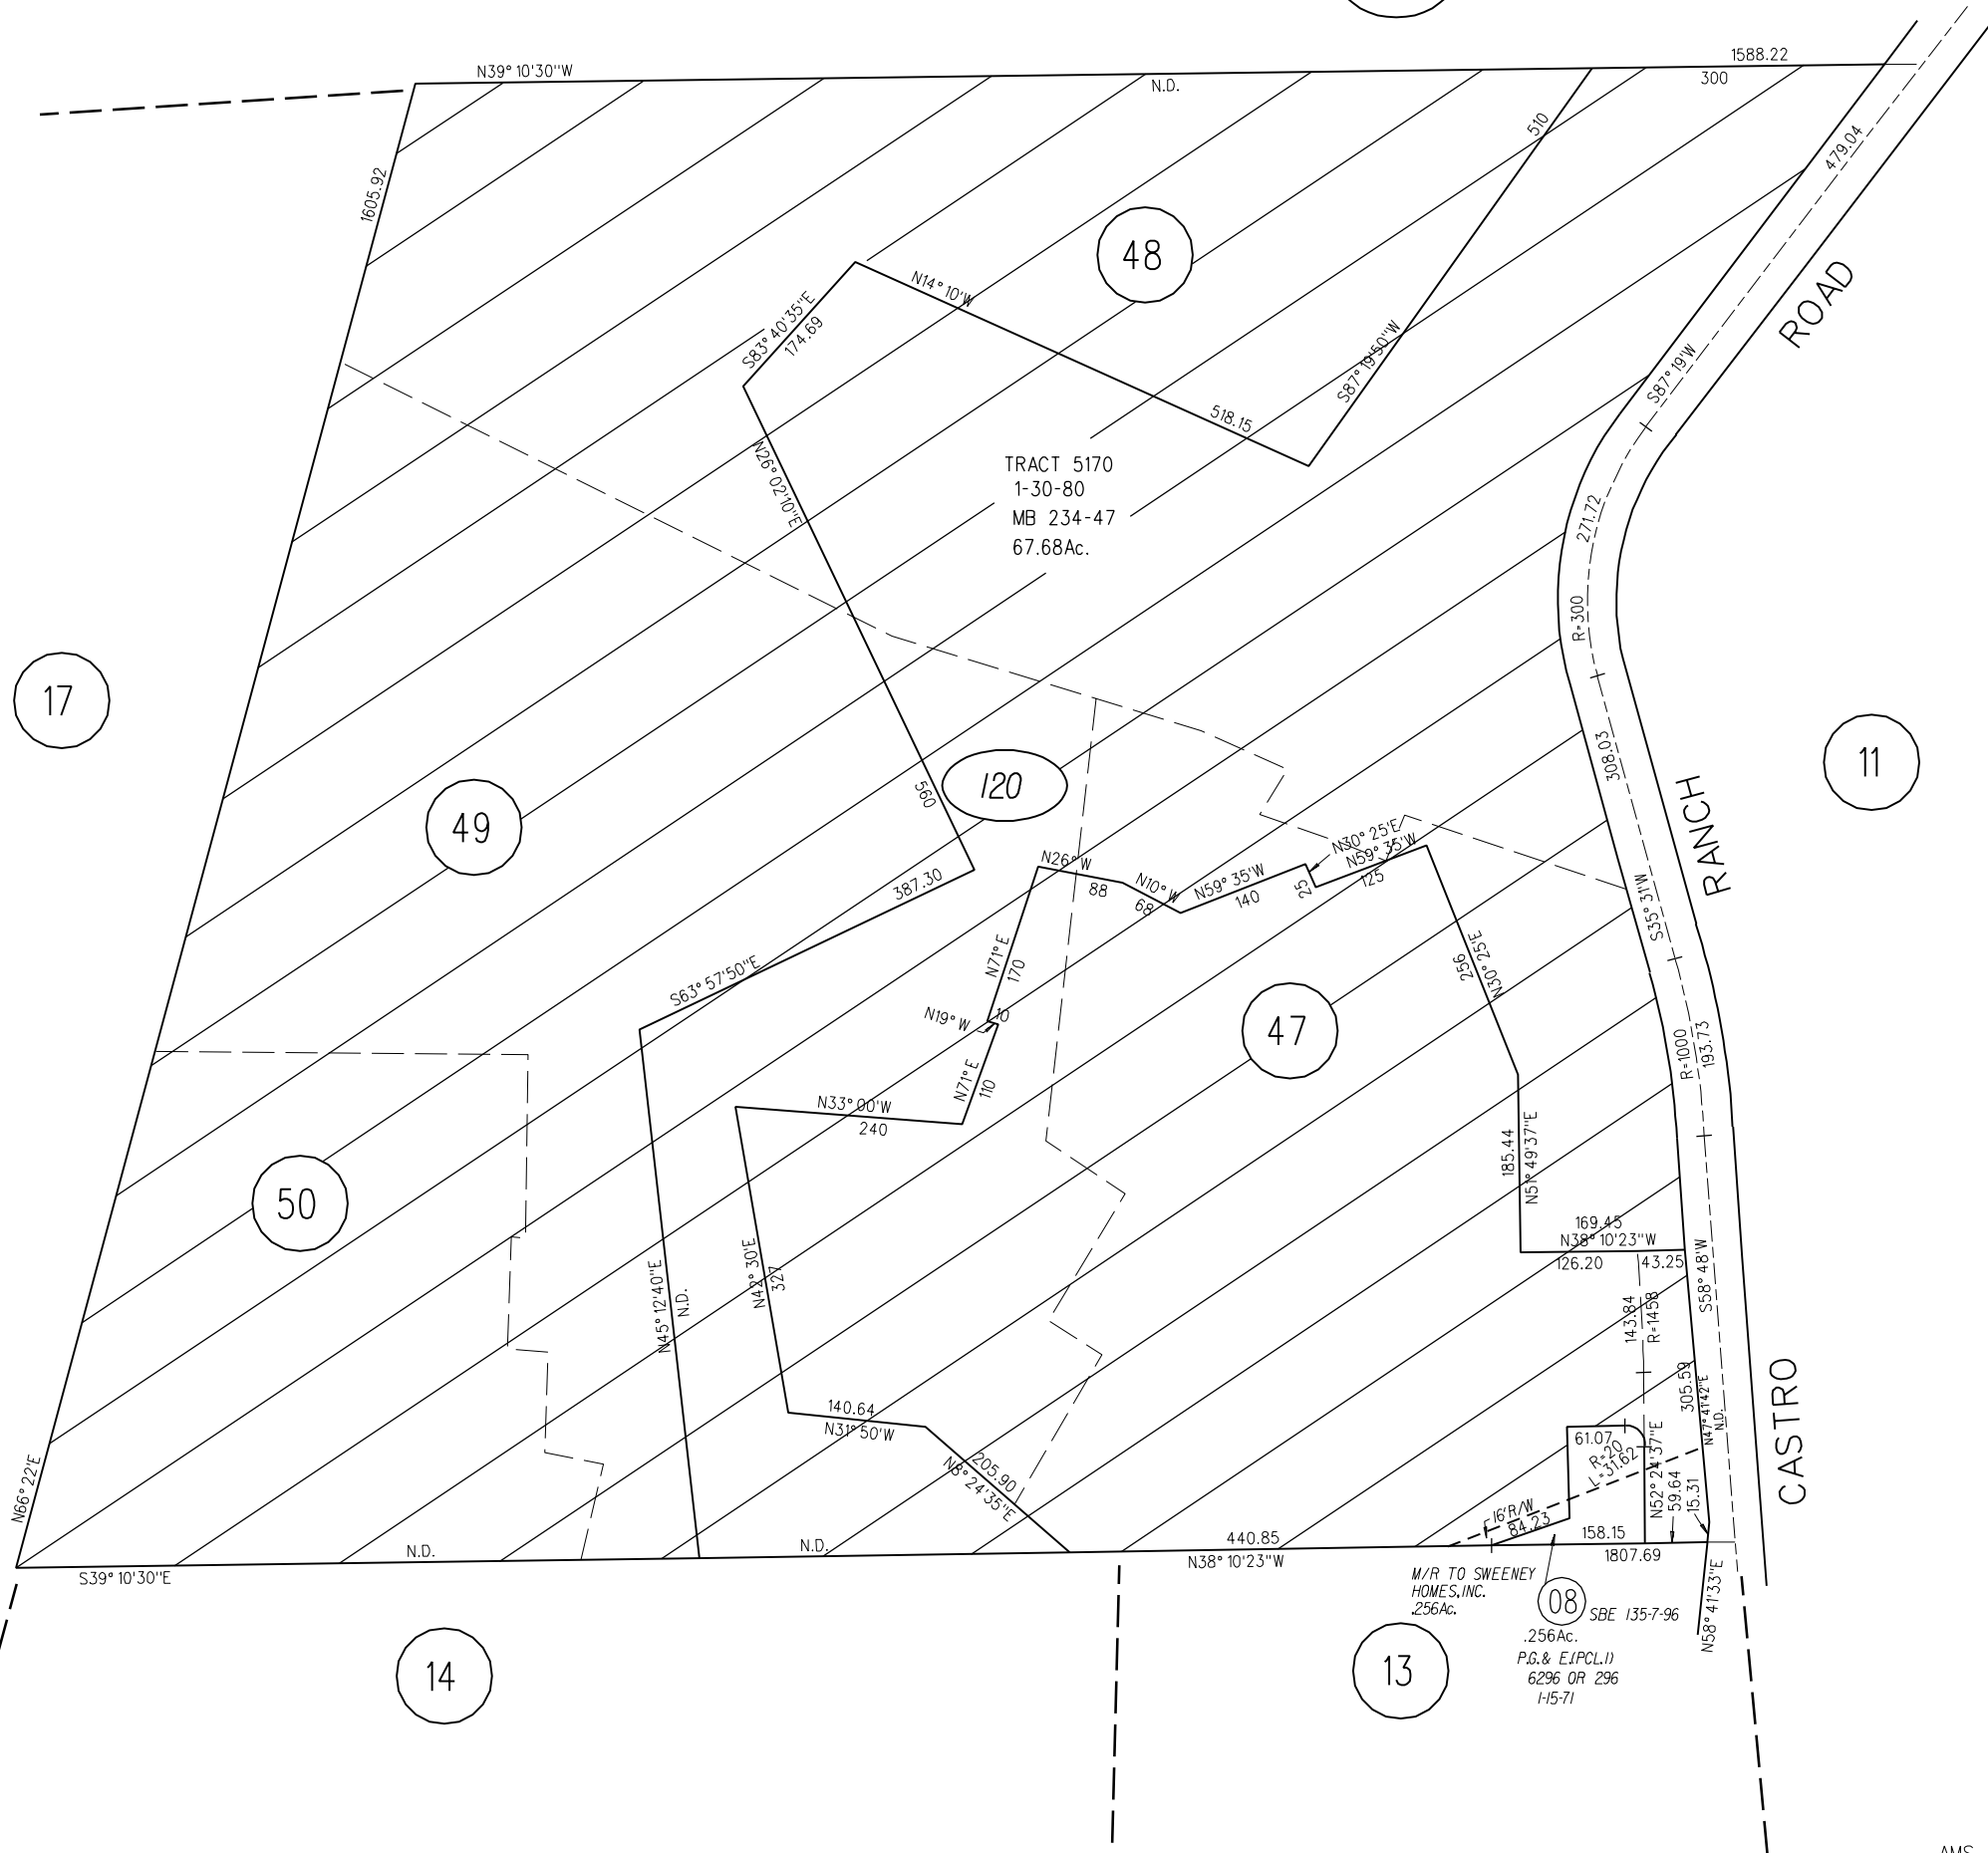 N39° 10'30"W
1588.22
N.D.
300
1605.92
510
479.04
48
ROAD
N14° 10'W
S83° 40'35"E
174.69
S87° 19'50"W
S87° 19'W
518.15
N26° 02'10"E
TRACT 5170
1-30-80
MB 234-47
67.68Ac.
271.72
R=300
17
308.03
11
120
560
49
RANCH
N30° 25'E
N59° 35'W
125
N26° W
88
N10° W
68
N59° 35'W
140
25
387.30
S35° 31'W
S63° 57'50"E
N71° E
170
256
N30° 25'E
N19° W
10
47
R=1000
193.73
N71° E
110
N33° 00'W
240
185.44
N51° 49'37"E
50
169.45
N38° 10'23"W
126.20
43.25
N45° 12'40"E
N.D.
N42° 30'E
327
S58° 48'W
143.84
R=1458
305.59
N47° 41'42"E
N.D.
CASTRO
140.64
N31° 50'W
205.90
N8° 24'35"E
61.07
R=20
L=31.62
N52° 24'37"E
59.64
15.31
N66° 22'E
16'R/W
84.23
158.15
N.D.
N.D.
440.85
S39° 10'30"E
N38° 10'23"W
1807.69
M/R TO SWEENEY
HOMES,INC.
.256Ac.
08
SBE 135-7-96
N58° 41'33"E
.256Ac.
P.G.& E.(PCL.1)
6296 OR 296
1-15-71
14
13